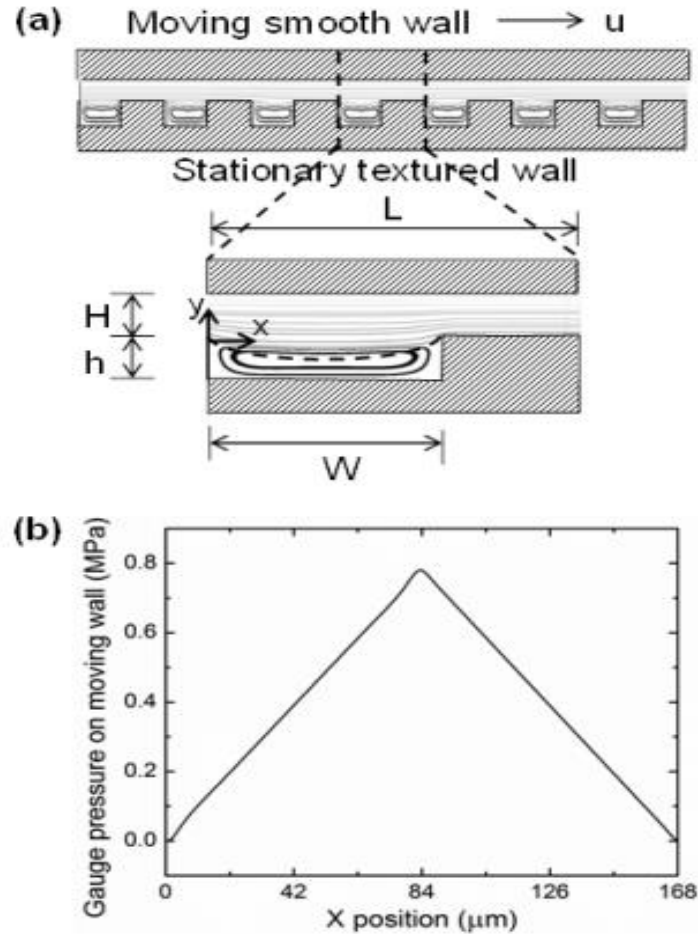 (a)
Moving smooth wall u
Stationary textured wall
L
H
y
x
h
W
(b)
Gauge pressure on moving wall (MPa)
0.8
0.6
0.4
0.2
0.0
0 42 84 126 168
X position (μm)